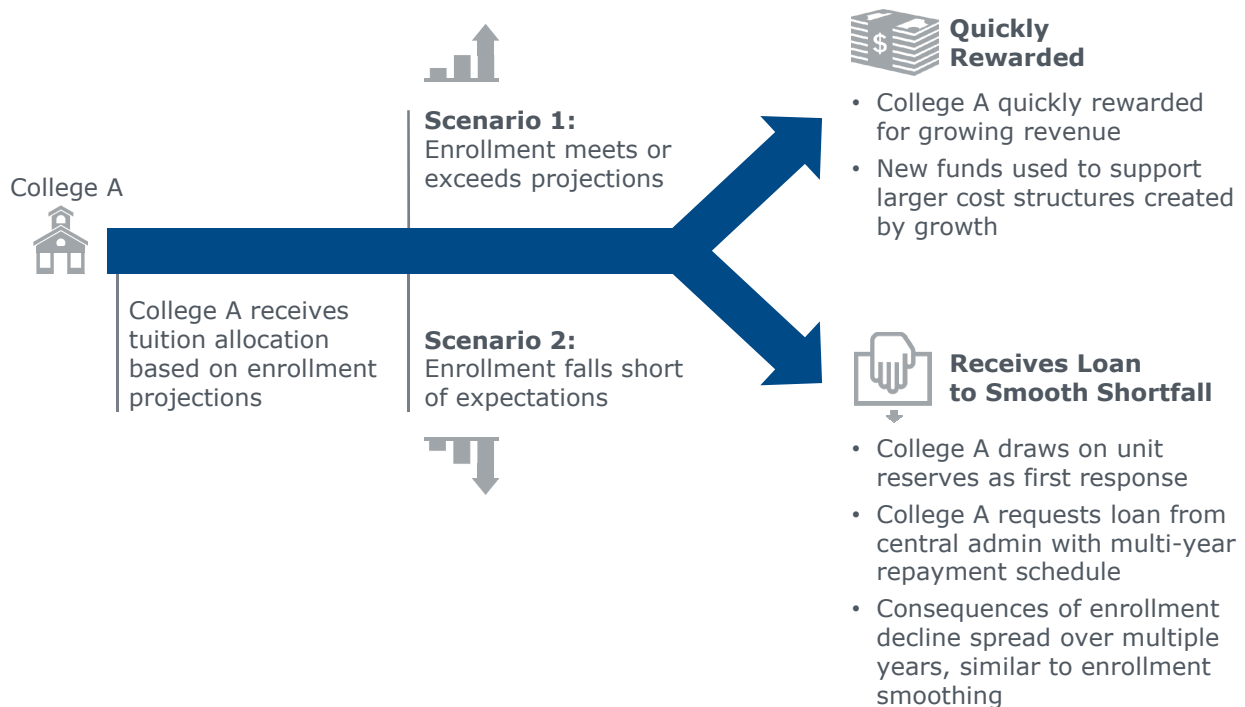 College A
College A receives
tuition allocation
based on enrollment
projections
Scenario 1:
Enrollment meets or
exceeds projections
Scenario 2:
Enrollment falls short
of expectations
$
Quickly
Rewarded
• College A quickly rewarded
for growing revenue
• New funds used to support
larger cost structures created
by growth
Receives Loan
to Smooth Shortfall
• College A draws on unit
reserves as first response
• College A requests loan from
central admin with multi-year
repayment schedule
• Consequences of enrollment
decline spread over multiple
years, similar to enrollment
smoothing